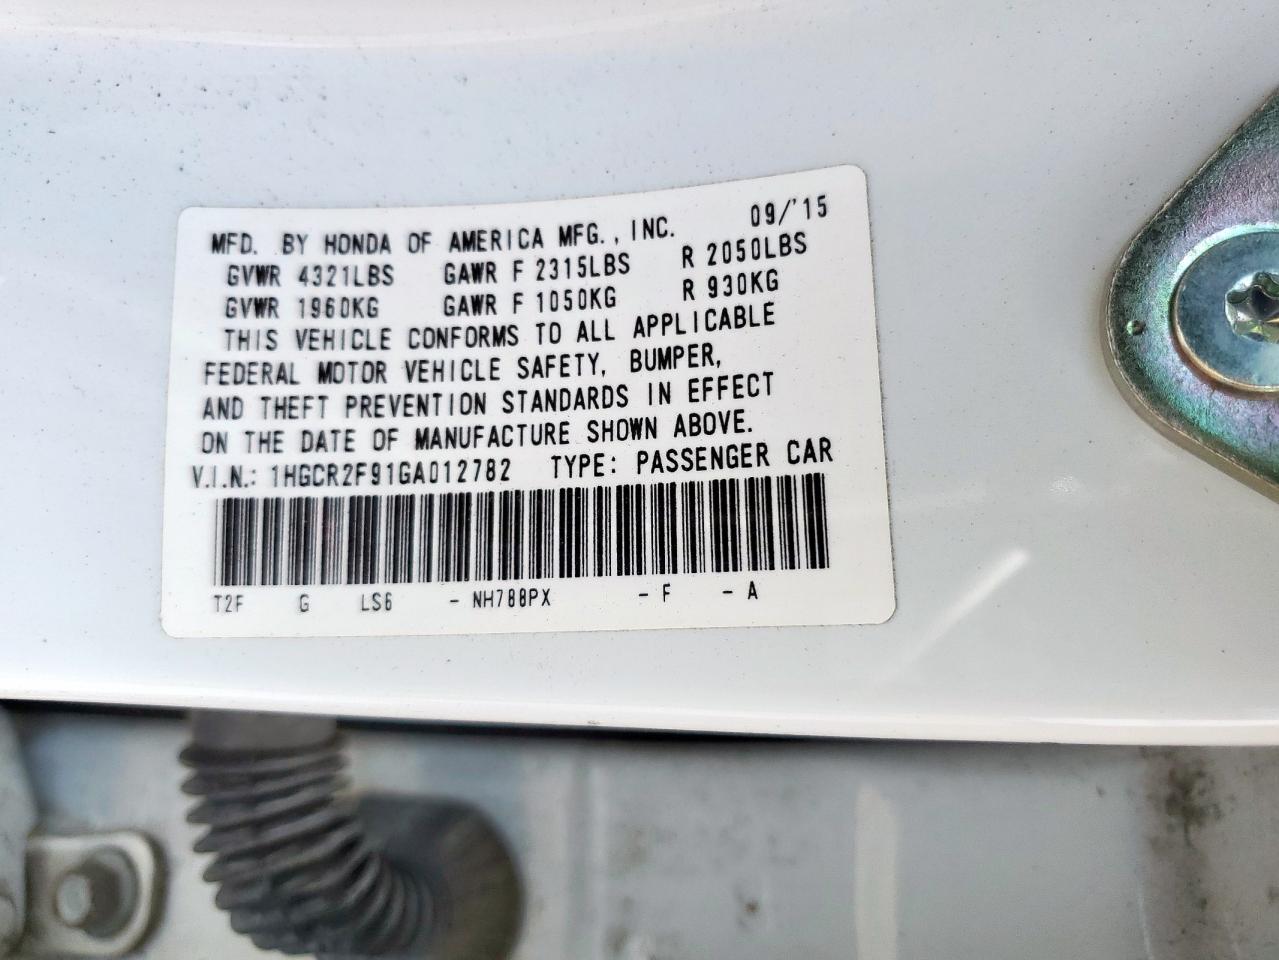 MFD. BY HONDA OF AMERICA MFG., INC. 09/'15
GVWR 4321LBS GAWR F 2315LBS R 2050LBS
GVWR 1960KG GAWR F 1050KG R 930KG
THIS VEHICLE CONFORMS TO ALL APPLICABLE
FEDERAL MOTOR VEHICLE SAFETY, BUMPER,
AND THEFT PREVENTION STANDARDS IN EFFECT
ON THE DATE OF MANUFACTURE SHOWN ABOVE.
V.I.N.: 1HGCR2F91GA012782 TYPE: PASSENGER CAR
T2F G LS6 - NH788PX - F - A